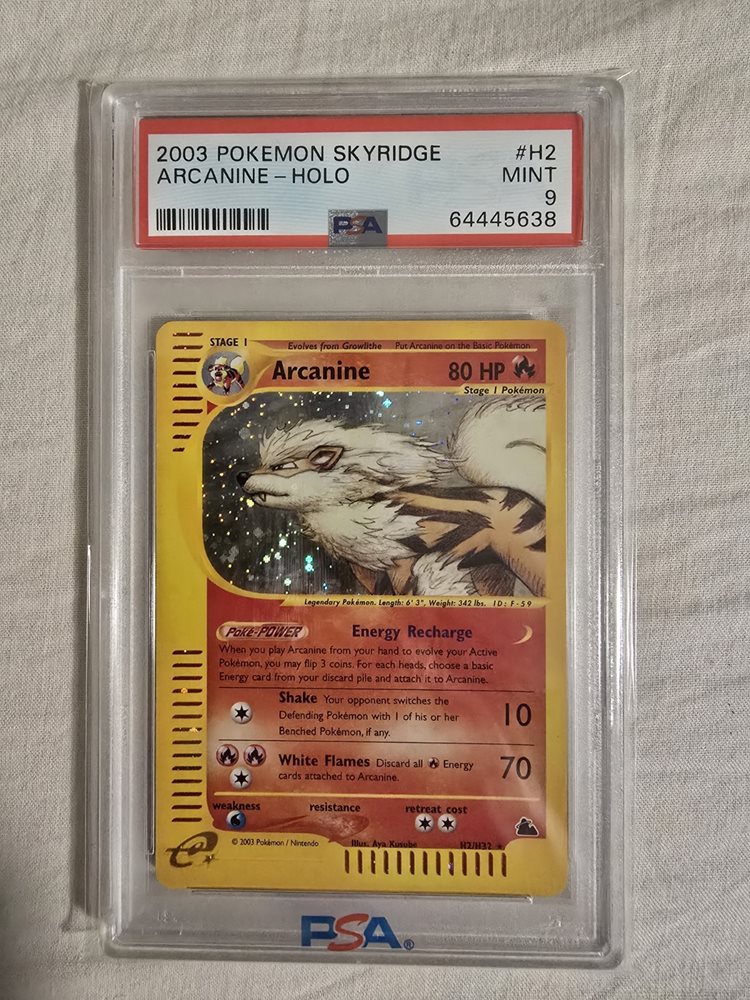 2003 POKEMON SKYRIDGE #H2
ARCANINE - HOLO MINT
9
PSA 64445638
STAGE 1 Evolves from Growlithe Put Arcanine on the Basic Pokémon
Arcanine 80 HP
Stage 1 Pokémon
Legendary Pokémon. Length: 6' 3", Weight: 342 lbs. ID: F-59
Poké-POWER Energy Recharge
When you play Arcanine from your hand to evolve your Active
Pokémon, you may flip 3 coins. For each heads, choose a basic
Energy card from your discard pile and attach it to Arcanine.
Shake Your opponent switches the
Defending Pokémon with 1 of his or her
Benched Pokémon, if any.
10
White Flames Discard all Energy
cards attached to Arcanine.
70
weakness resistance retreat cost
e © 2003 Pokémon / Nintendo Illus. Aya Kusube H2/H32
PSA®